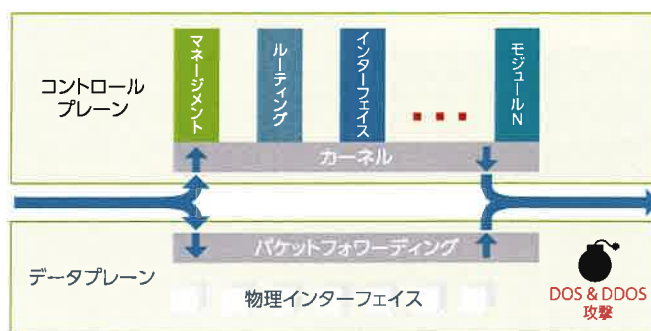 コントロール
プレーン
マネージメント
ルーティング
インターフェイス
モジュールN
カーネル
パケットフォワーディング
データプレーン
物理インターフェイス
DOS & DDOS
攻撃